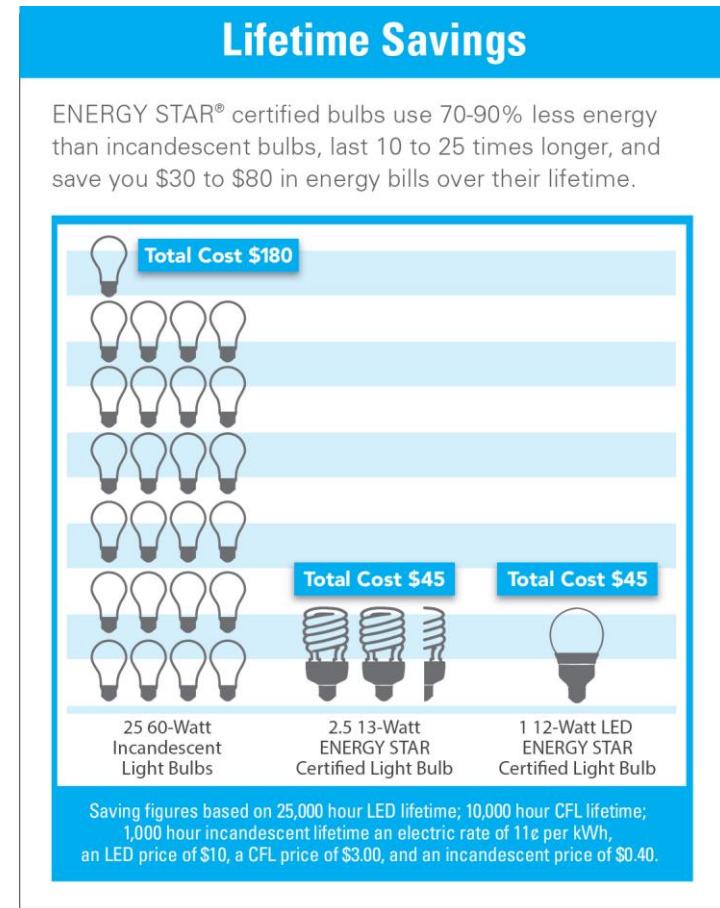 Lifetime Savings
ENERGY STAR® certified bulbs use 70-90% less energy
than incandescent bulbs, last 10 to 25 times longer, and
save you $30 to $80 in energy bills over their lifetime.
Total Cost $180
Total Cost $45
Total Cost $45
25 60-Watt
Incandescent
Light Bulbs
2.5 13-Watt
ENERGY STAR
Certified Light Bulb
1 12-Watt LED
ENERGY STAR
Certified Light Bulb
Saving figures based on 25,000 hour LED lifetime; 10,000 hour CFL lifetime;
1,000 hour incandescent lifetime an electric rate of 11¢ per kWh,
an LED price of $10, a CFL price of $3.00, and an incandescent price of $0.40.